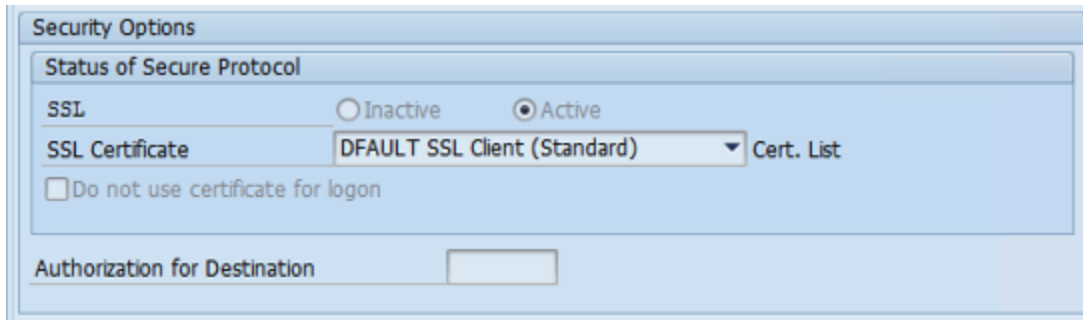 Security Options
Status of Secure Protocol
SSL Inactive Active
SSL Certificate DFAULT SSL Client (Standard) Cert. List
Do not use certificate for logon
Authorization for Destination